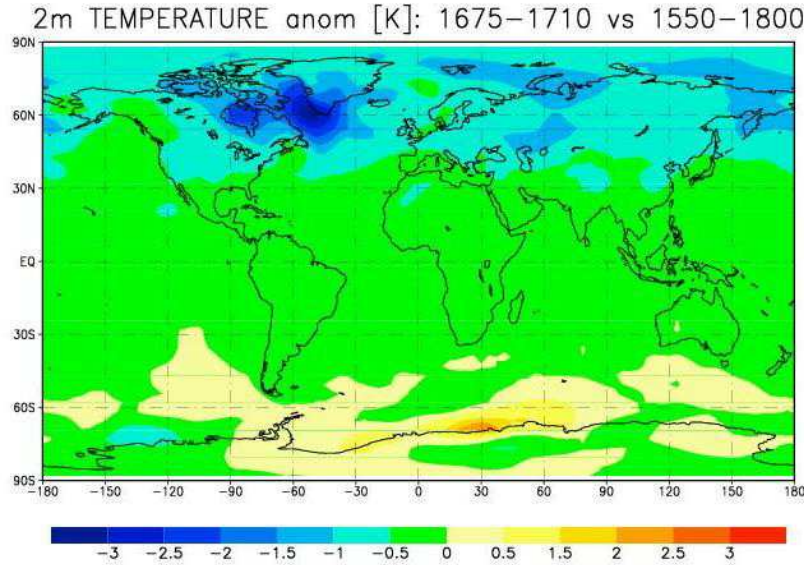 2m TEMPERATURE anom [K]: 1675-1710 vs 1550-1800
90N
60N
30N
EQ
30S
60S
90S
-180 -150 -120 -90 -60 -30 0 30 60 90 120 150 180
-3 -2.5 -2 -1.5 -1 -0.5 0 0.5 1.5 2 2.5 3